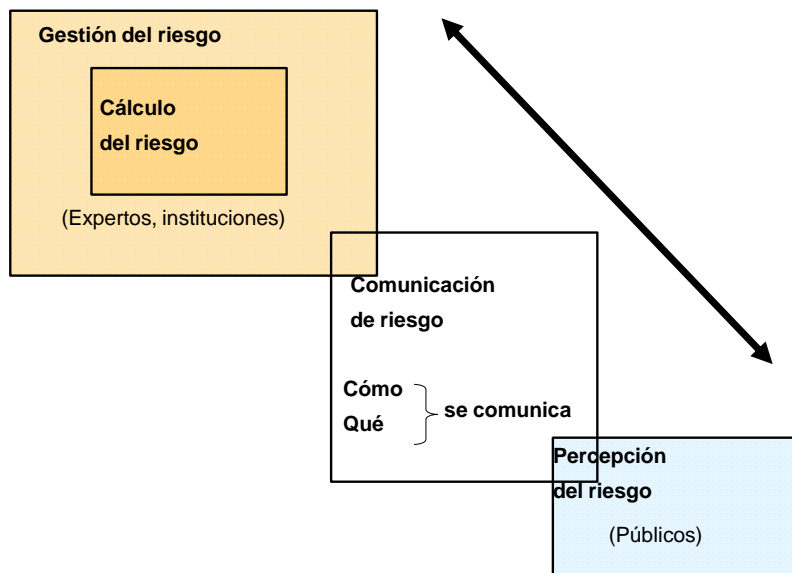 Gestión del riesgo
Cálculo
del riesgo
(Expertos, instituciones)
Comunicación
de riesgo
Cómo
Qué
se comunica
Percepción
del riesgo
(Públicos)